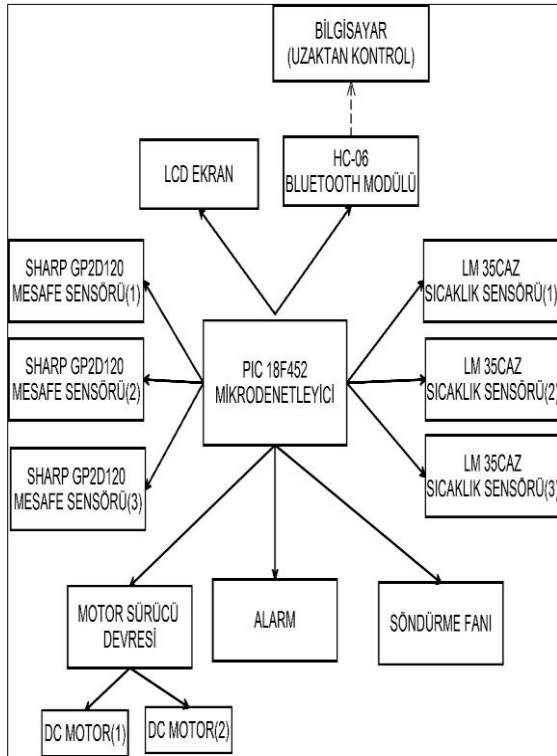 BİLGİSAYAR
(UZAKTAN KONTROL)
LCD EKRAN
HC-06
BLUETOOTH MODÜLÜ
SHARP GP2D120
MESAFE SENSÖRÜ(1)
LM 35CAZ
SICAKLIK SENSÖRÜ(1)
SHARP GP2D120
MESAFE SENSÖRÜ(2)
PIC 18F452
MİKRODENETLEYİCİ
LM 35CAZ
SICAKLIK SENSÖRÜ(2)
SHARP GP2D120
MESAFE SENSÖRÜ(3)
LM 35CAZ
SICAKLIK SENSÖRÜ(3)
MOTOR SÜRÜCÜ
DEVRESİ
ALARM
SÖNDÜRME FANI
DC MOTOR(1)
DC MOTOR(2)